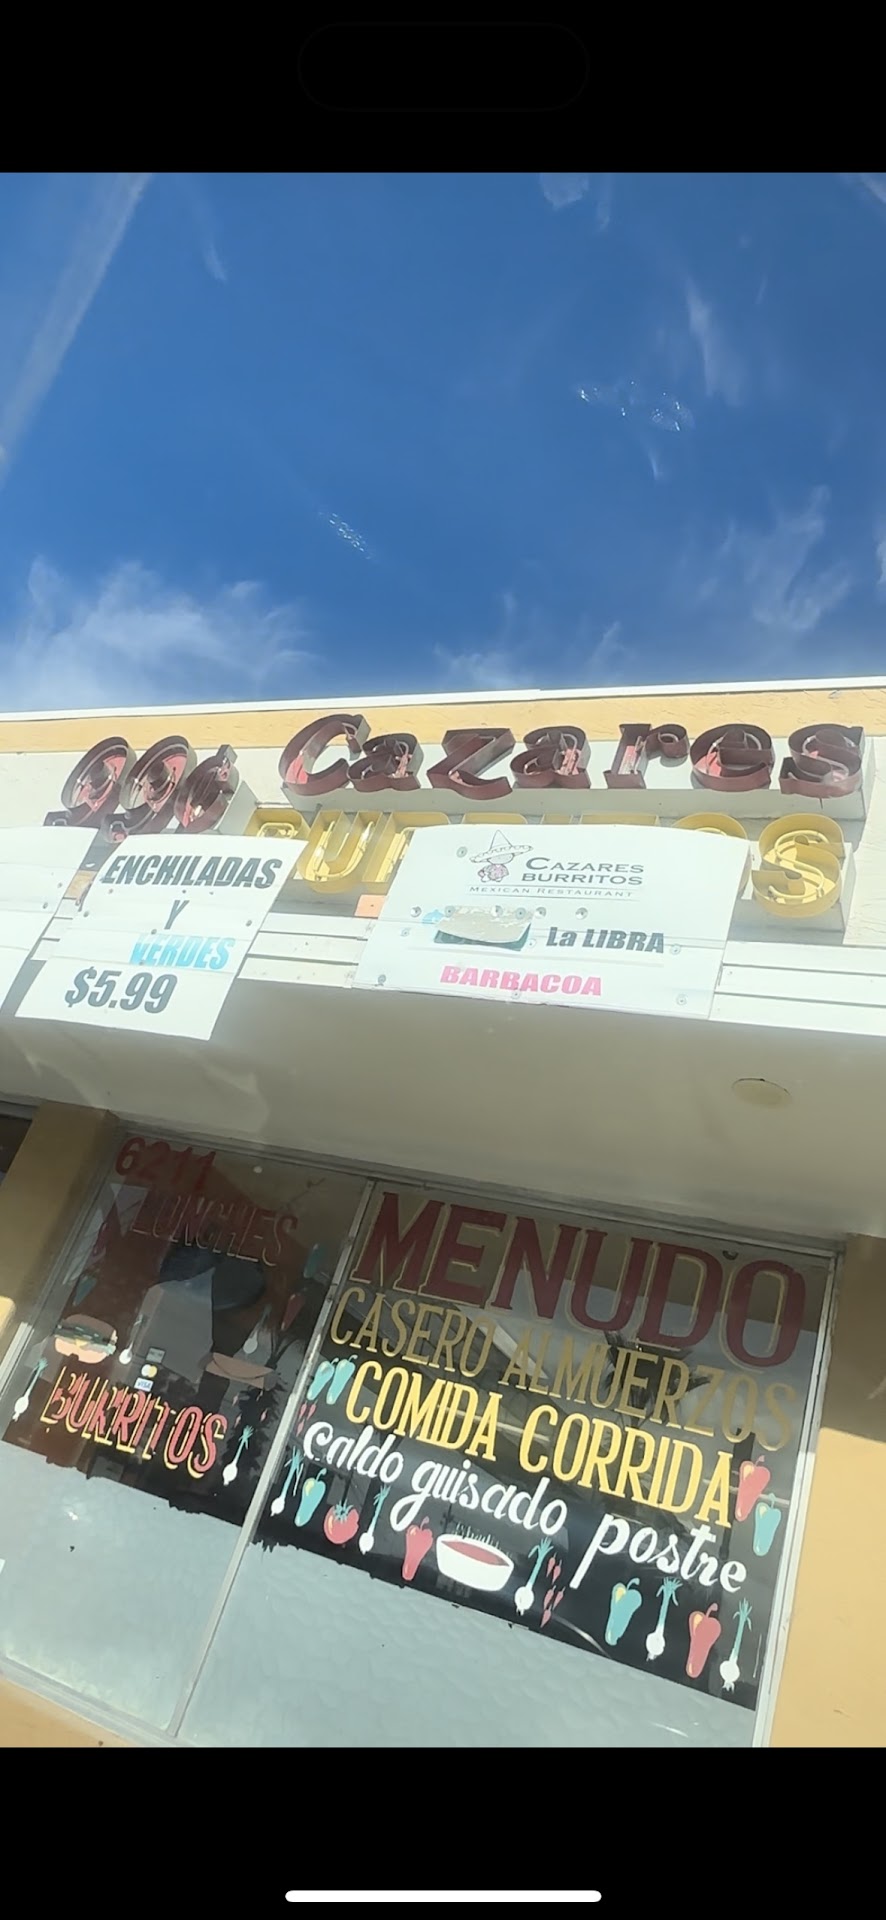 Cazares
BURRITOS
ENCHILADAS
Y
VERDES
$5.99
CAZARES
BURRITOS
MEXICAN RESTAURANT
La LIBRA
BARBACOA
6211
LONCHES
BURRITOS
VISA
MENUDO
CASERO ALMUERZOS
COMIDA CORRIDA
Caldo guisado postre